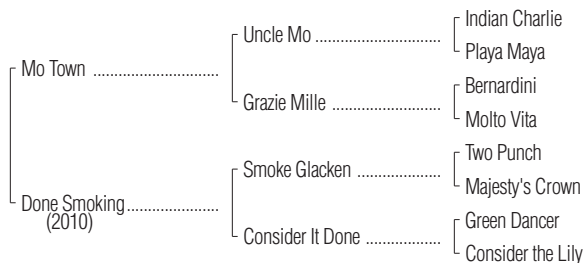 Indian Charlie
Uncle Mo
Playa Maya
Mo Town
Bernardini
Grazie Mille
Molto Vita
Two Punch
Smoke Glacken
Majesty's Crown
Done Smoking
(2010)
Green Dancer
Consider It Done
Consider the Lily